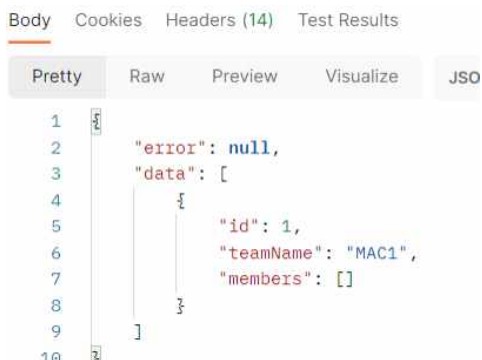 Body Cookies Headers (14) Test Results
Pretty Raw Preview Visualize JSO
1 {
2 "error": null,
3 "data": [
4 {
5 "id": 1,
6 "teamName": "MAC1",
7 "members": []
8 }
9 ]
10 }